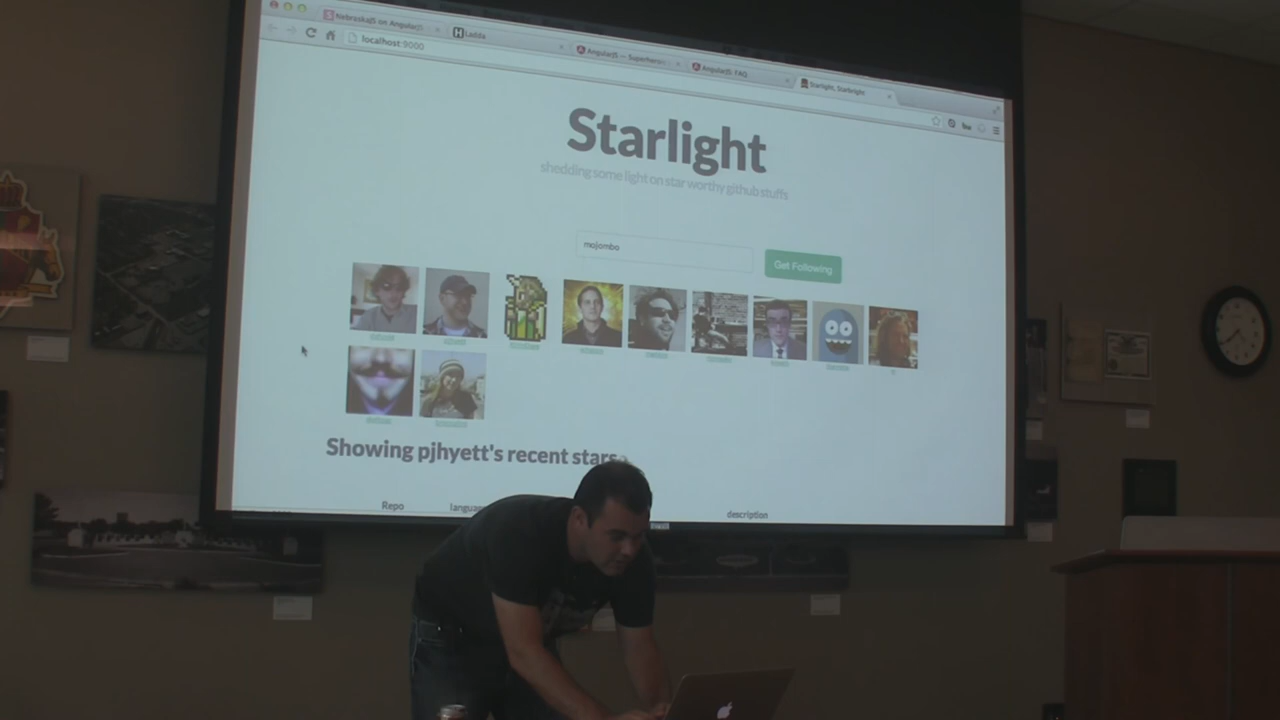 NebraskaJS on AngularJS
Ladda
AngularJS — Superheroic
AngularJS: FAQ
Starlight, Starbright
localhost:9000
Starlight
shedding some light on star worthy github stuffs
mojombo
Get Following
Showing pjhyett's recent stars
Repo
description